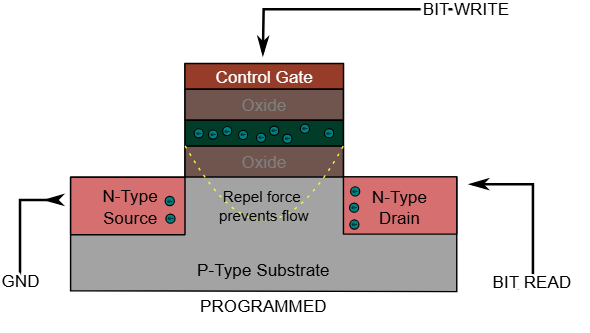 BIT-WRITE
Control Gate
Oxide
Oxide
N-Type
Source
Repel force
prevents flow
N-Type
Drain
P-Type Substrate
GND
BIT READ
PROGRAMMED